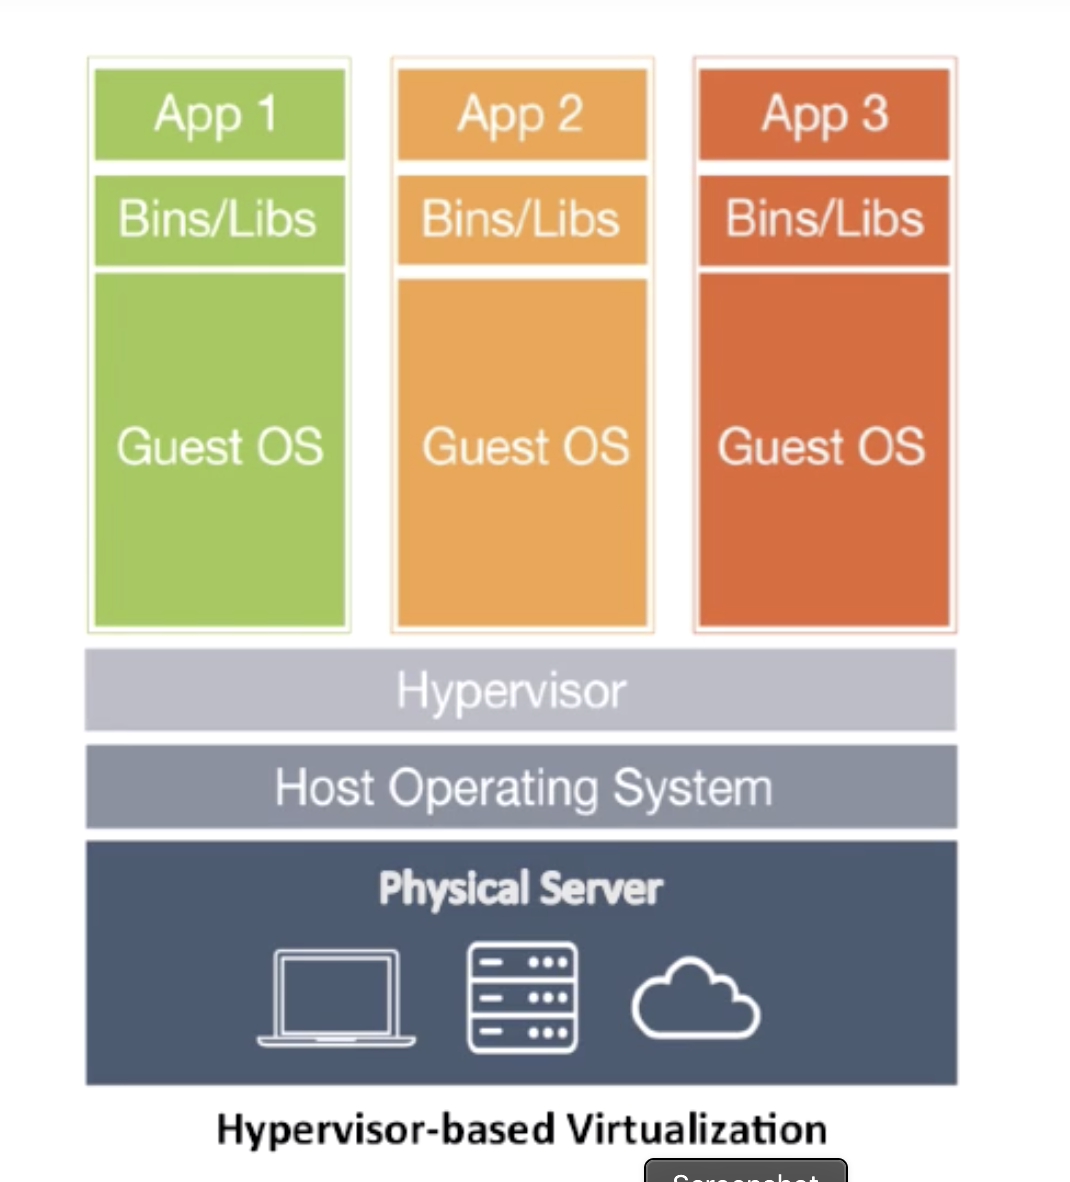 App 1
App 2
App 3
Bins/Libs
Bins/Libs
Bins/Libs
Guest OS
Guest OS
Guest OS
Hypervisor
Host Operating System
Physical Server
Hypervisor-based Virtualization
Screenshot